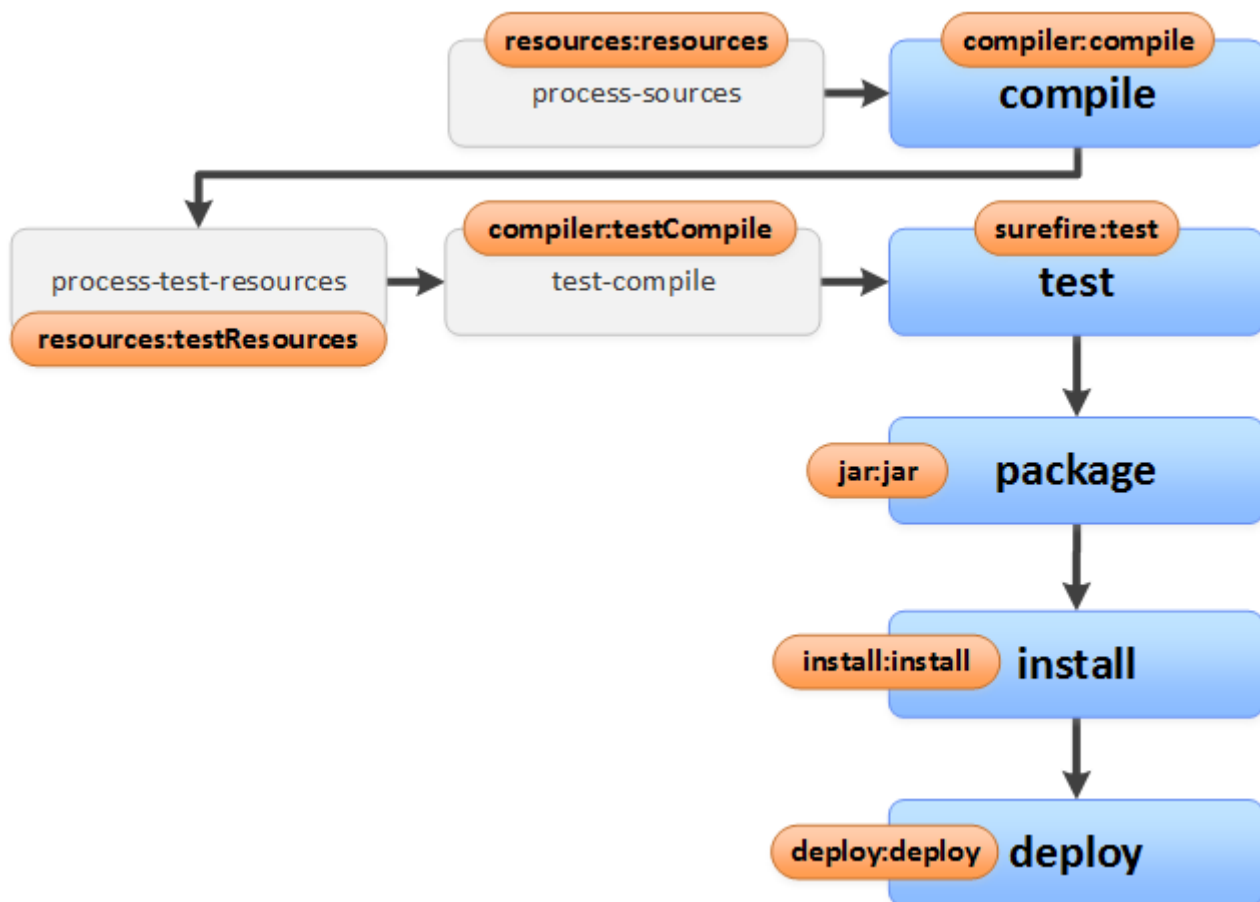 resources:resources
process-sources
compiler:compile
compile
process-test-resources
resources:testResources
compiler:testCompile
test-compile
surefire:test
test
jar:jar
package
install:install
install
deploy:deploy
deploy